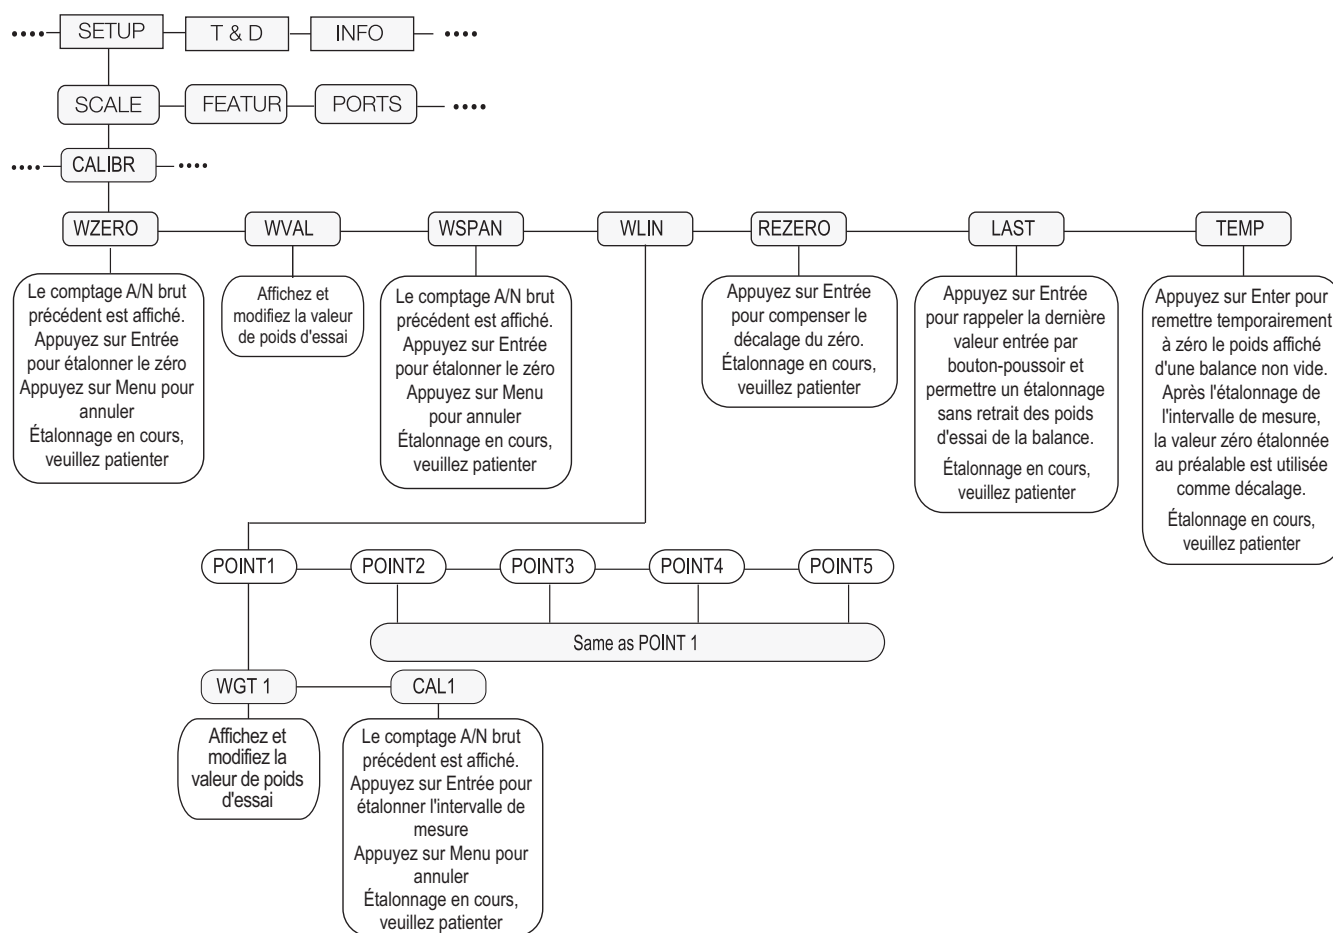 SETUP
T & D
INFO
SCALE
FEATUR
PORTS
CALIBR
WZERO
WVAL
WSPAN
WLIN
REZERO
LAST
TEMP
Le comptage A/N brut
précédent est affiché.
Appuyez sur Entrée
pour étalonner le zéro
Appuyez sur Menu pour
annuler
Étalonnage en cours,
veuillez patienter
Affichez et
modifiez la valeur
de poids d'essai
Le comptage A/N brut
précédent est affiché.
Appuyez sur Entrée
pour étalonner le zéro
Appuyez sur Menu
pour annuler
Étalonnage en cours,
veuillez patienter
Appuyez sur Entrée
pour compenser le
décalage du zéro.
Étalonnage en cours,
veuillez patienter
Appuyez sur Entrée
pour rappeler la dernière
valeur entrée par
bouton-poussoir et
permettre un étalonnage
sans retrait des poids
d'essai de la balance.
Étalonnage en cours,
veuillez patienter
Appuyez sur Enter pour
remettre temporairement
à zéro le poids affiché
d'une balance non vide.
Après l'étalonnage de
l'intervalle de mesure,
la valeur zéro étalonnée
au préalable est utilisée
comme décalage.
Étalonnage en cours,
veuillez patienter
POINT1
POINT2
POINT3
POINT4
POINT5
Same as POINT 1
WGT 1
CAL1
Affichez et
modifiez la
valeur de poids
d'essai
Le comptage A/N brut
précédent est affiché.
Appuyez sur Entrée pour
étalonner l'intervalle de
mesure
Appuyez sur Menu pour
annuler
Étalonnage en cours,
veuillez patienter